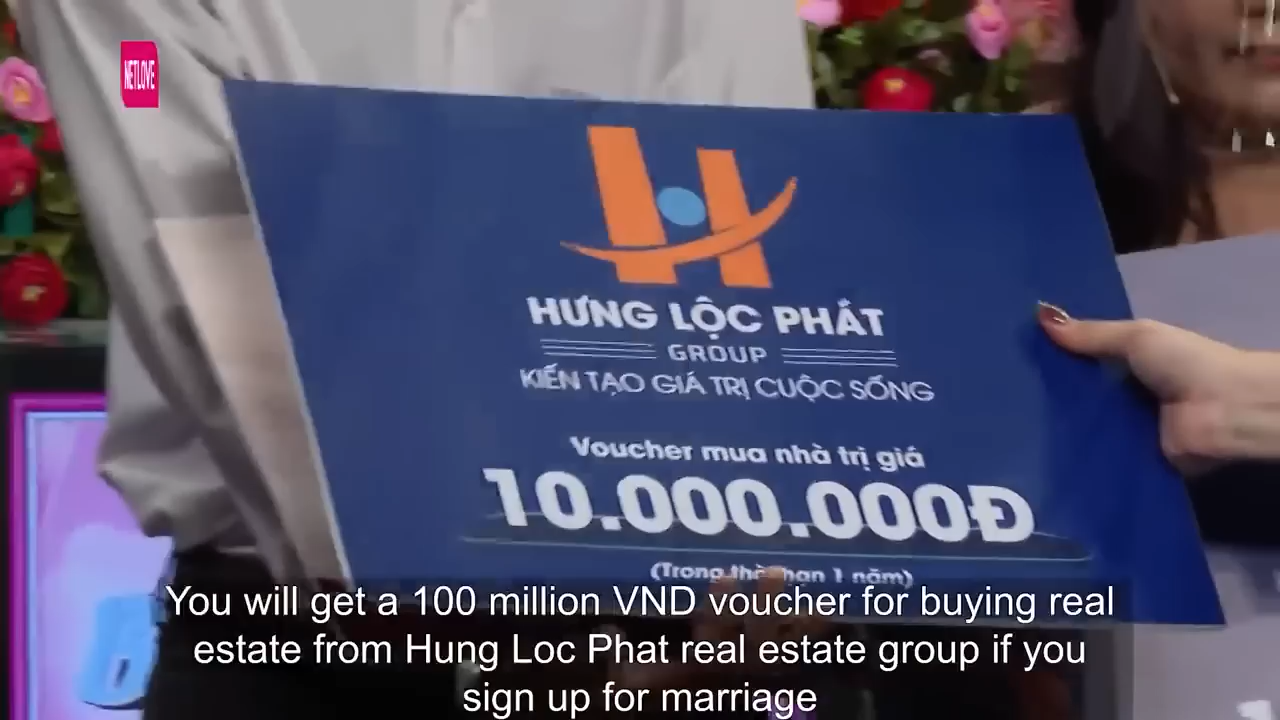 NETLOVE
HƯNG LỘC PHÁT
GROUP
KIẾN TẠO GIÁ TRỊ CUỘC SỐNG
Voucher mua nhà trị giá
10.000.000Đ
(Trong thời hạn 1 năm)
You will get a 100 million VND voucher for buying real
estate from Hung Loc Phat real estate group if you
sign up for marriage